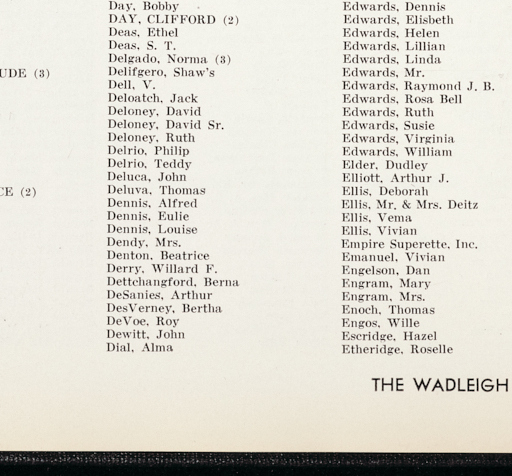 UDE (3)
CE (2)
Day, Bobby
DAY, CLIFFORD (2)
Deas, Ethel
Deas, S. T.
Delgado, Norma (3)
Delifgero, Shaw's
Dell, V.
Deloatch, Jack
Deloney, David
Deloney, David Sr.
Deloney, Ruth
Delrio, Philip
Delrio, Teddy
Deluca, John
Deluva, Thomas
Dennis, Alfred
Dennis, Eulie
Dennis, Louise
Dendy, Mrs.
Denton, Beatrice
Derry, Willard F.
Dettchangford, Berna
DeSanies, Arthur
DesVerney, Bertha
DeVoe, Roy
Dewitt, John
Dial, Alma
Edwards, Dennis
Edwards, Elisbeth
Edwards, Helen
Edwards, Lillian
Edwards, Linda
Edwards, Mr.
Edwards, Raymond J. B.
Edwards, Rosa Bell
Edwards, Ruth
Edwards, Susie
Edwards, Virginia
Edwards, William
Elder, Dudley
Elliott, Arthur J.
Ellis, Deborah
Ellis, Mr. & Mrs. Deitz
Ellis, Vema
Ellis, Vivian
Empire Superette, Inc.
Emanuel, Vivian
Engelson, Dan
Engram, Mary
Engram, Mrs.
Enoch, Thomas
Engos, Wille
Escridge, Hazel
Etheridge, Roselle
THE WADLEIGH